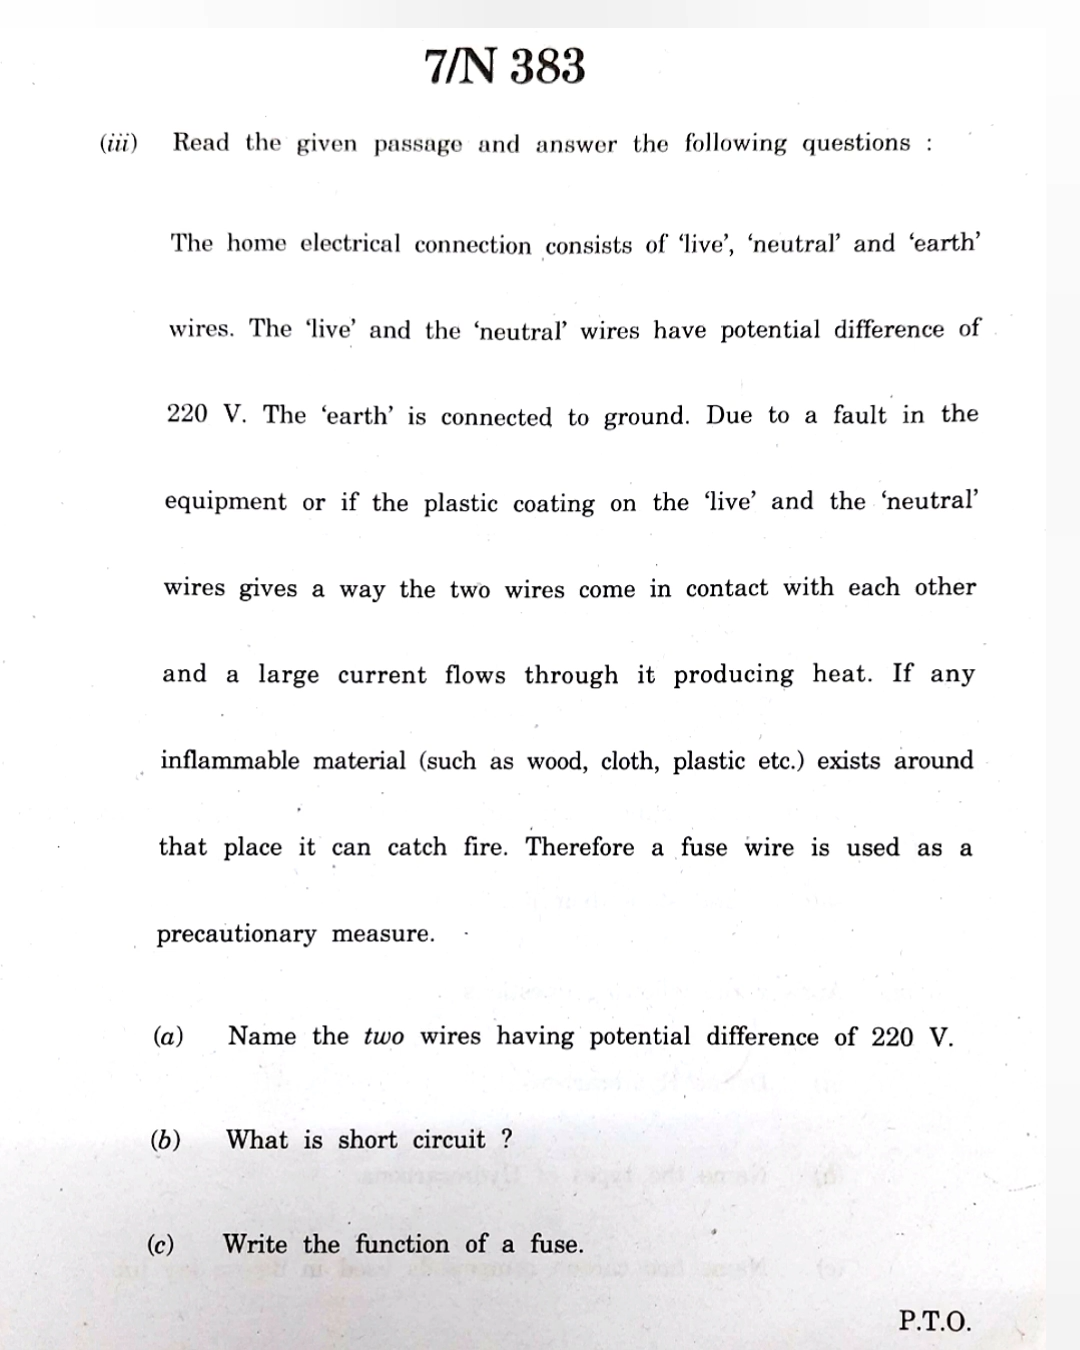 7/N 383
(iii) Read the given passage and answer the following questions :
The home electrical connection consists of ‘live’, ‘neutral’ and ‘earth’
wires. The ‘live’ and the ‘neutral’ wires have potential difference of
220 V. The ‘earth’ is connected to ground. Due to a fault in the
equipment or if the plastic coating on the ‘live’ and the ‘neutral’
wires gives a way the two wires come in contact with each other
and a large current flows through it producing heat. If any
inflammable material (such as wood, cloth, plastic etc.) exists around
that place it can catch fire. Therefore a fuse wire is used as a
precautionary measure.
(a) Name the two wires having potential difference of 220 V.
(b) What is short circuit ?
(c) Write the function of a fuse.
P.T.O.